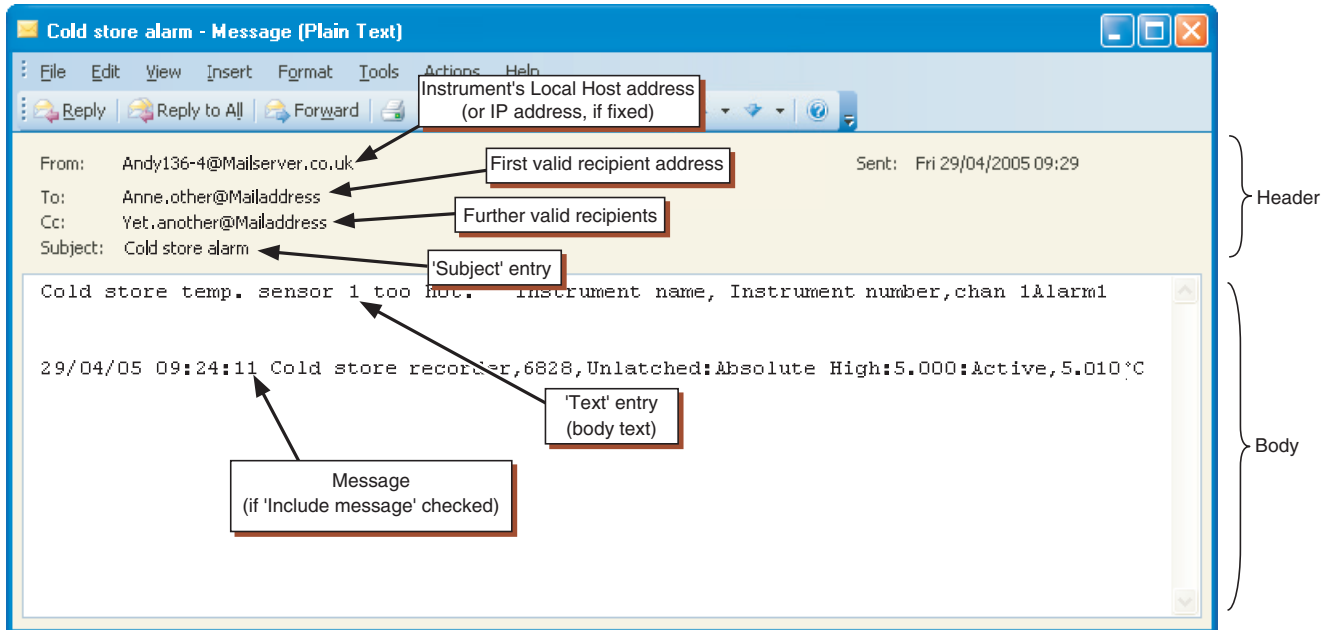 Cold store alarm - Message (Plain Text)
File Edit View Insert Format Tools Actions Help
Instrument's Local Host address
(or IP address, if fixed)
Reply Reply to All Forward
From: Andy136-4@Mailserver.co.uk
First valid recipient address
Sent: Fri 29/04/2005 09:29
Header
To: Anne.other@Mailaddress
Further valid recipients
Cc: Yet.another@Mailaddress
Subject: Cold store alarm
'Subject' entry
Cold store temp. sensor 1 too hot. Instrument name, Instrument number,chan 1Alarm1
29/04/05 09:24:11 Cold store recorder,6828,Unlatched:Absolute High:5.000:Active,5.010°C
'Text' entry
(body text)
Body
Message
(if 'Include message' checked)